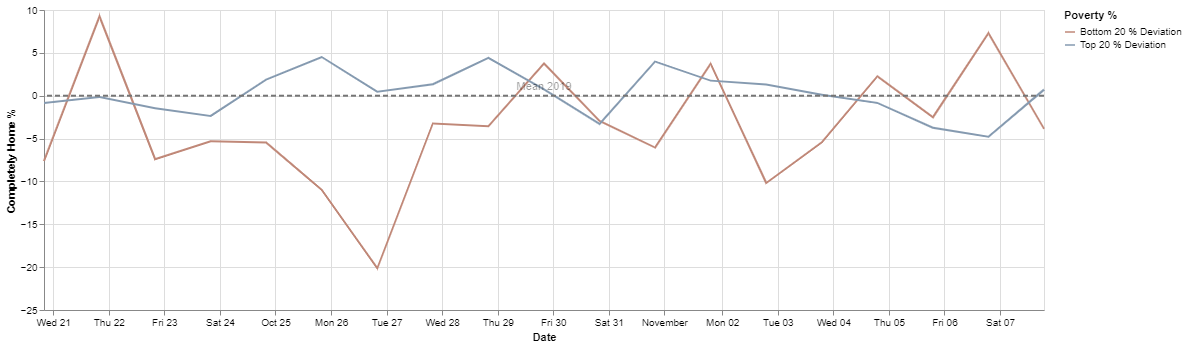 Poverty %
Bottom 20 % Deviation
Top 20 % Deviation
Completely Home %
10
5
0
−5
−10
−15
−20
−25
Mean 2019
Wed 21 Thu 22 Fri 23 Sat 24 Oct 25 Mon 26 Tue 27 Wed 28 Thu 29 Fri 30 Sat 31 November Mon 02 Tue 03 Wed 04 Thu 05 Fri 06 Sat 07
Date